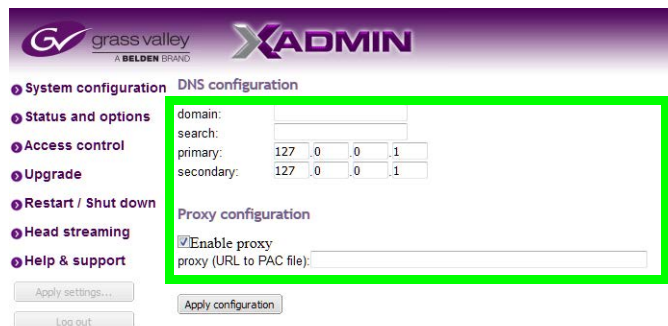 grass valley
A BELDEN BRAND
XADMIN
System configuration
Status and options
Access control
Upgrade
Restart / Shut down
Head streaming
Help & support
Apply settings...
Log out
DNS configuration
domain:
search:
primary: 127 .0 .0 .1
secondary: 127 .0 .0 .1
Proxy configuration
Enable proxy
proxy (URL to PAC file):
Apply configuration